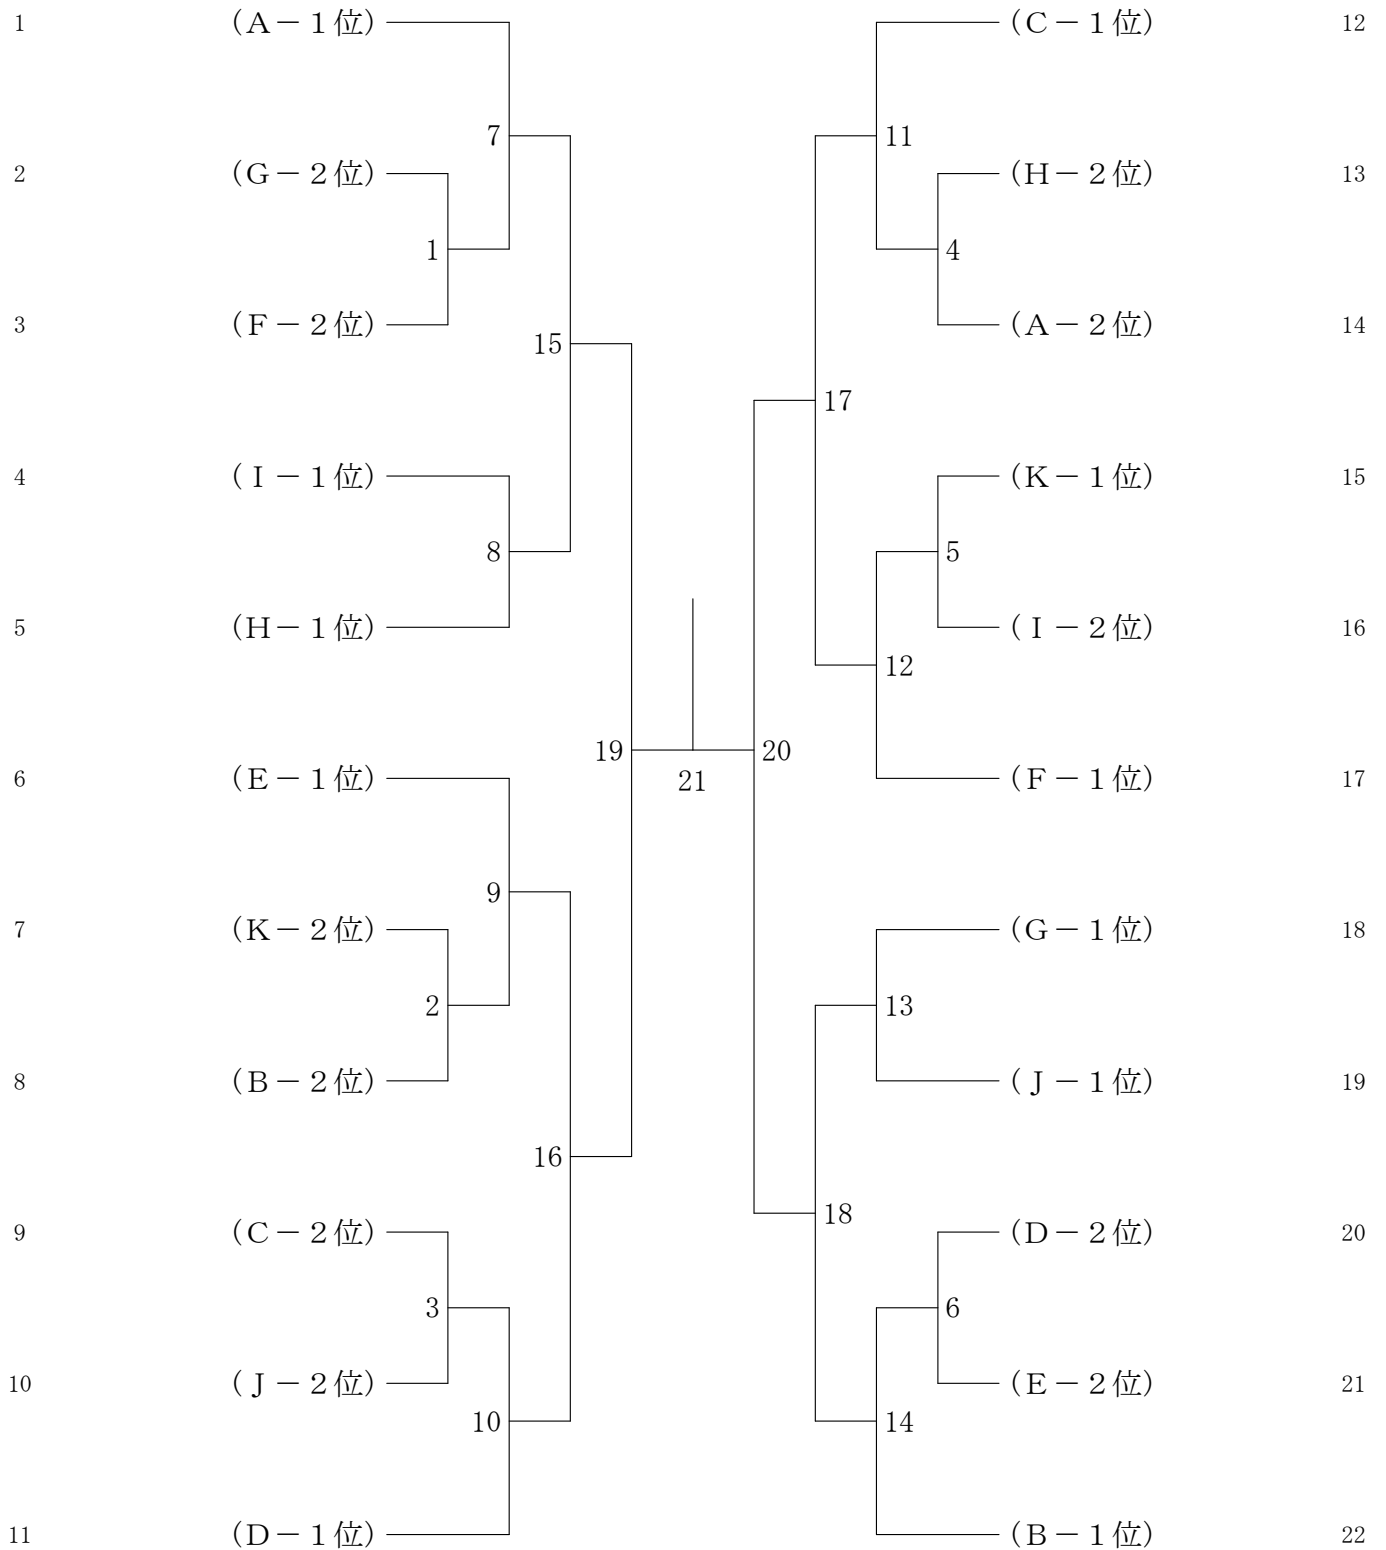 1 (A－1位) 7 11 (C－1位) 12
2 (G－2位) 1 4 (H－2位) 13
3 (F－2位) 15 (A－2位) 14
17
4 (I－1位) 8 5 (K－1位) 15
5 (H－1位) (I－2位) 16
12
19 20
6 (E－1位) 21 (F－1位) 17
9
7 (K－2位) 2 13 (G－1位) 18
8 (B－2位) (J－1位) 19
16
18
9 (C－2位) 3 6 (D－2位) 20
10 (J－2位) (E－2位) 21
10 14
11 (D－1位) (B－1位) 22